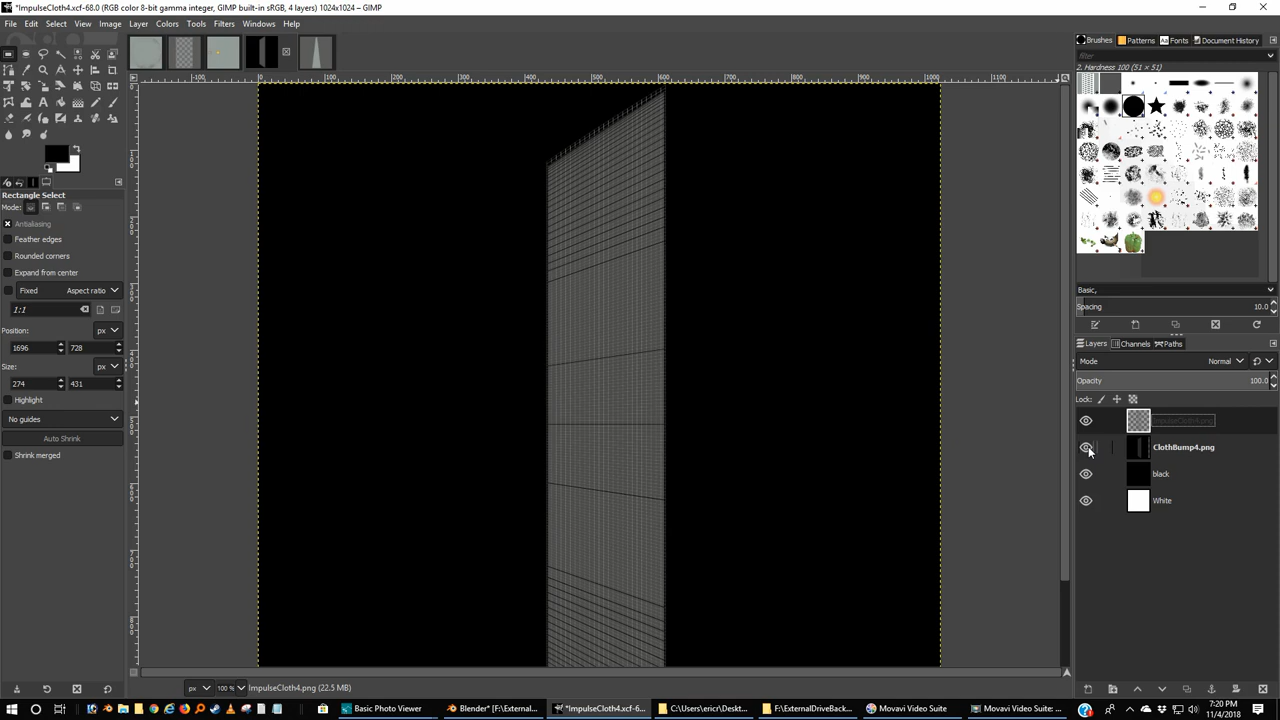 *ImpulseCloth4.xcf-68.0 (RGB color 8-bit gamma integer, GIMP built-in sRGB, 4 layers) 1024x1024 – GIMP
File Edit Select View Image Layer Colors Tools Filters Windows Help
Brushes Patterns Fonts Document History
filter
2. Hardness 100 (51 × 51)
Rectangle Select
Mode:
Antialiasing
Feather edges
Rounded corners
Expand from center
Fixed Aspect ratio
1:1
Position: px
1696 728
Size: px
274 431
Highlight
No guides
Auto Shrink
Shrink merged
Basic,
Spacing 10.0
Layers Channels Paths
Mode Normal
Opacity 100.0
Lock:
ImpulseCloth4.png
ClothBump4.png
black
White
px 100 % ImpulseCloth4.png (22.5 MB)
Basic Photo Viewer
Blender* [F:\External...
*ImpulseCloth4.xcf-6...
C:\Users\ericr\Deskt...
F:\ExternalDriveBack...
Movavi Video Suite
Movavi Video Suite: ...
7:20 PM
11/4/2018